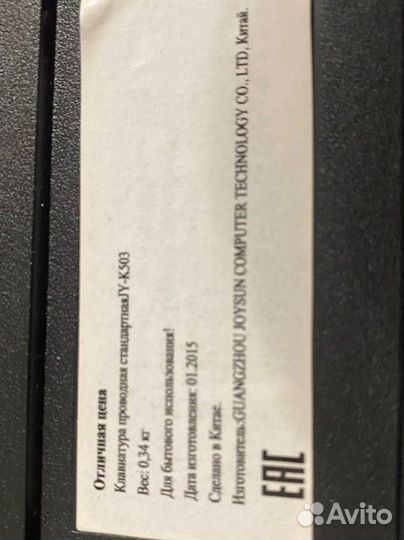 Отличная цена
Клавиатура проводная стандартнаяJY-K503
Вес: 0,34 кг
Для бытового использования!
Дата изготовления: 01.2015
Сделано в Китае.
Изготовитель:GUANGZHOU JOYSUN COMPUTER TECHNOLOGY CO., LTD, Китай.
EAC
Avito